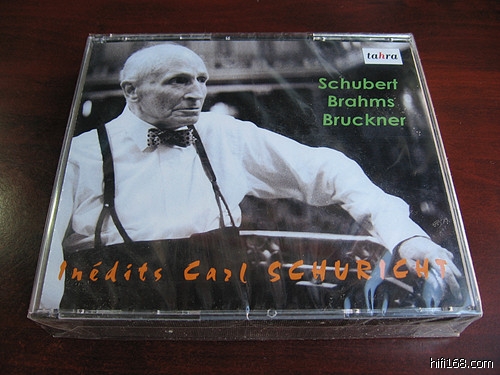 tahra
Schubert
Brahms
Bruckner
Inédits Carl SCHURICHT
hifi168.com